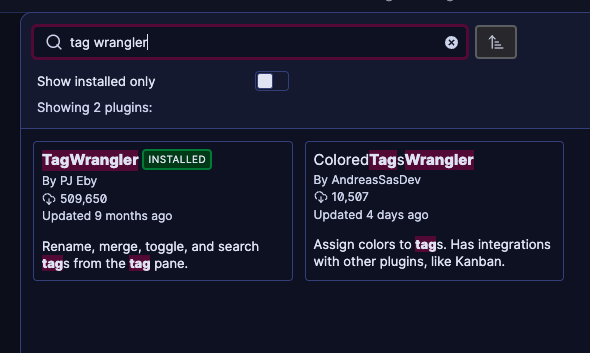 tag wrangler
Show installed only
Showing 2 plugins:
TagWrangler INSTALLED
By PJ Eby
509,650
Updated 9 months ago
Rename, merge, toggle, and search
tags from the tag pane.
ColoredTagsWrangler
By AndreasSasDev
10,507
Updated 4 days ago
Assign colors to tags. Has integrations
with other plugins, like Kanban.